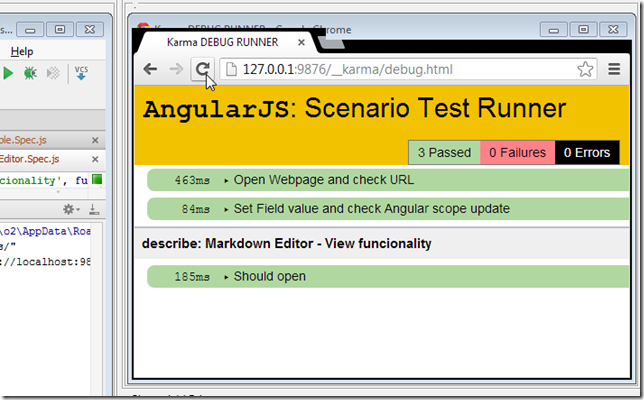 s...
Karma DEBUG RUNNER - Google Chrome
Karma DEBUG RUNNER
Help
VCS
127.0.0.1:9876/__karma/debug.html
AngularJS: Scenario Test Runner
ple.Spec.js
3 Passed 0 Failures 0 Errors
Editor.Spec.js
cionality', fu
463ms Open Webpage and check URL
84ms Set Field value and check Angular scope update
\o2\AppData\Roa
describe: Markdown Editor - View funcionality
s/"
://localhost:98
185ms Should open